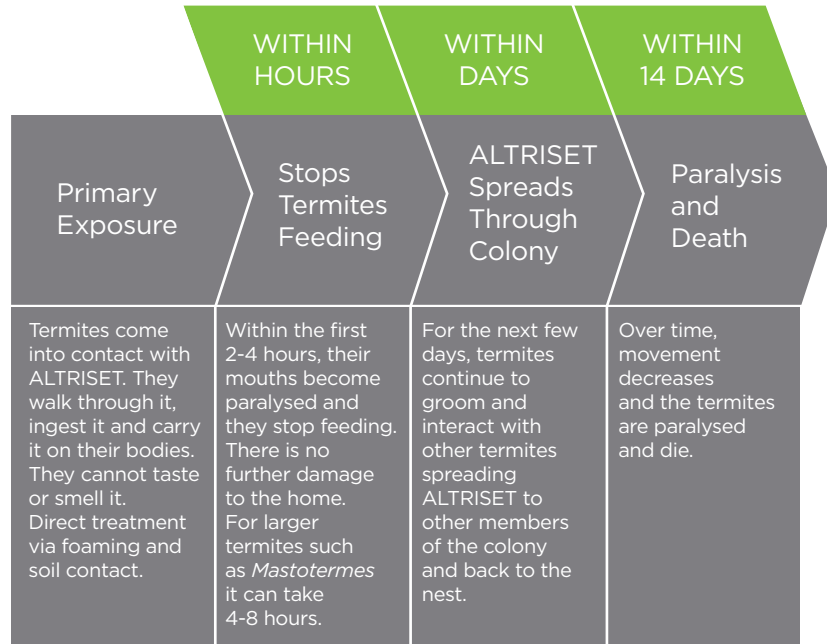 WITHIN
HOURS
WITHIN
DAYS
WITHIN
14 DAYS
Primary
Exposure
Stops
Termites
Feeding
ALTRISET
Spreads
Through
Colony
Paralysis
and
Death
Termites come
into contact with
ALTRISET. They
walk through it,
ingest it and carry
it on their bodies.
They cannot taste
or smell it.
Direct treatment
via foaming and
soil contact.
Within the first
2-4 hours, their
mouths become
paralysed and
they stop feeding.
There is no
further damage
to the home.
For larger
termites such
as Mastotermes
it can take
4-8 hours.
For the next few
days, termites
continue to
groom and
interact with
other termites
spreading
ALTRISET to
other members
of the colony
and back to the
nest.
Over time,
movement
decreases
and the termites
are paralysed
and die.